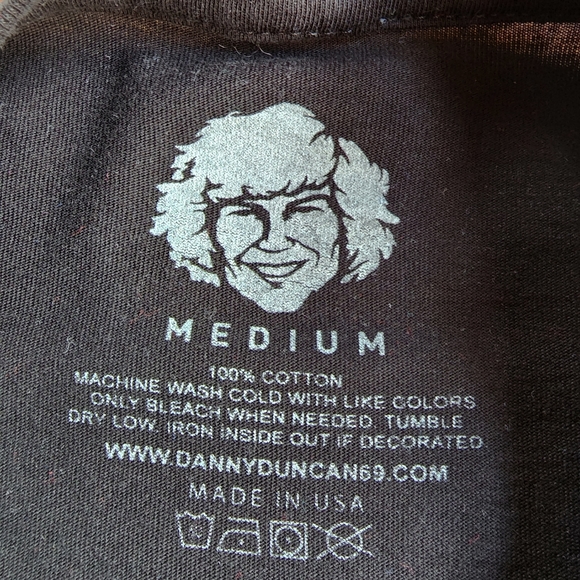 MEDIUM
100% COTTON
MACHINE WASH COLD WITH LIKE COLORS
ONLY BLEACH WHEN NEEDED TUMBLE
DRY LOW. IRON INSIDE OUT IF DECORATED
WWW.DANNYDUNCAN69.COM
MADE IN USA